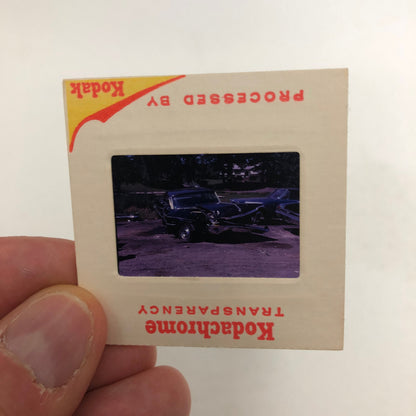 Kodachrome
TRANSPARENCY
PROCESSED BY
Kodak